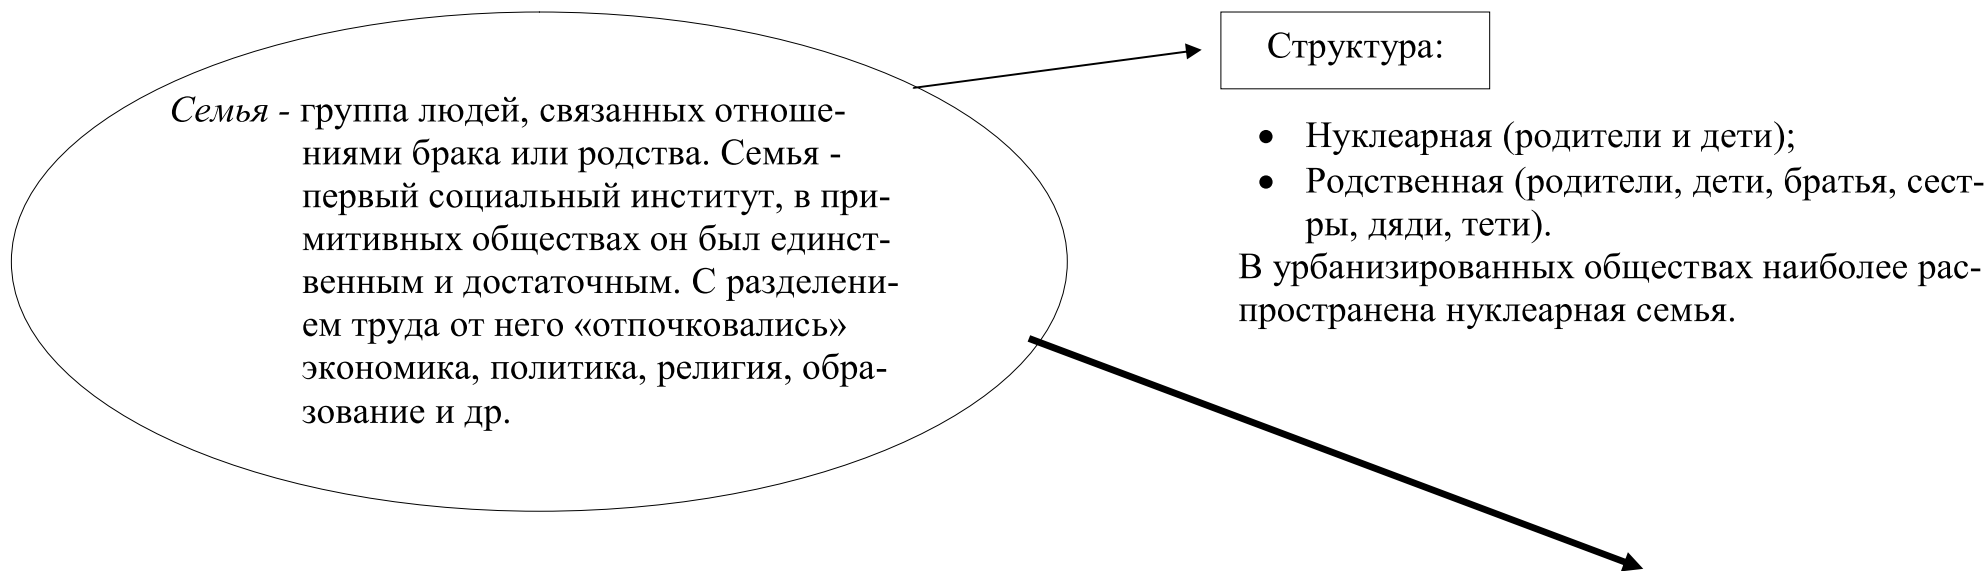 Семья - группа людей, связанных отноше-
ниями брака или родства. Семья -
первый социальный институт, в при-
митивных обществах он был единст-
венным и достаточным. С разделени-
ем труда от него «отпочковались»
экономика, политика, религия, обра-
зование и др.
Структура:
• Нуклеарная (родители и дети);
• Родственная (родители, дети, братья, сест-
ры, дяди, тети).
В урбанизированных обществах наиболее рас-
пространена нуклеарная семья.